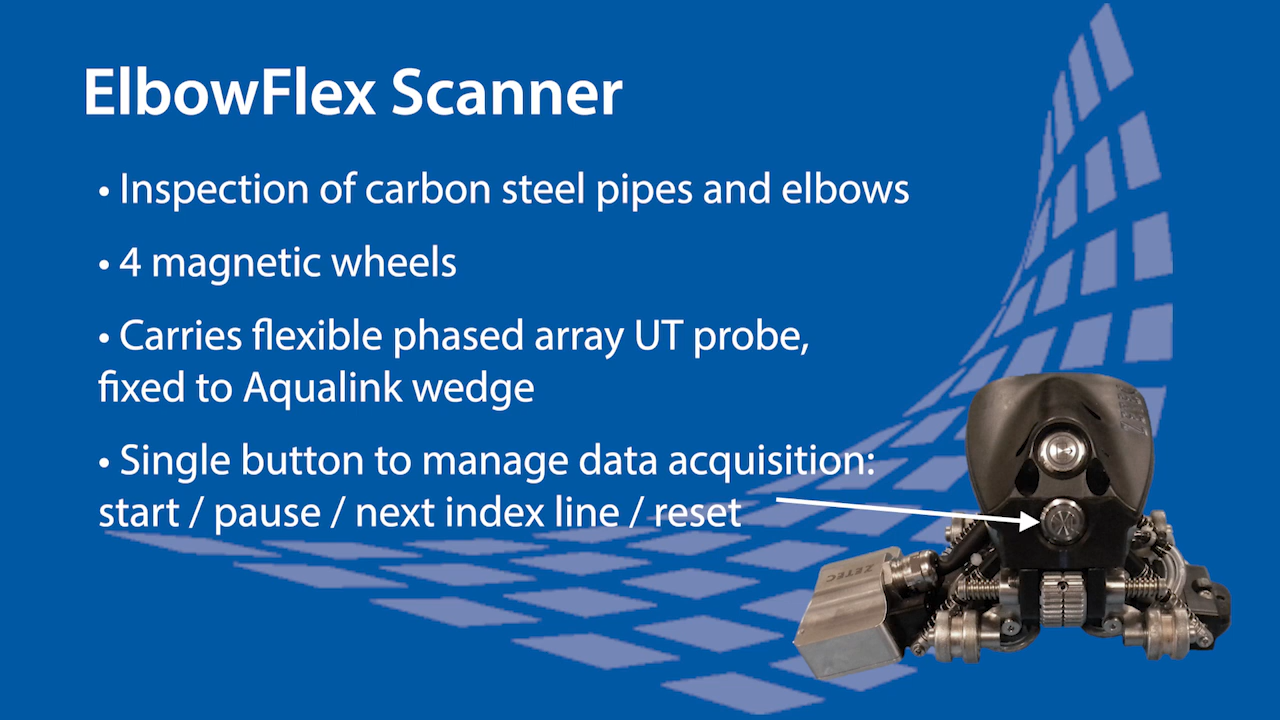 ElbowFlex Scanner
• Inspection of carbon steel pipes and elbows
• 4 magnetic wheels
• Carries flexible phased array UT probe,
fixed to Aqualink wedge
• Single button to manage data acquisition:
start / pause / next index line / reset
ZETEC
ZETEC